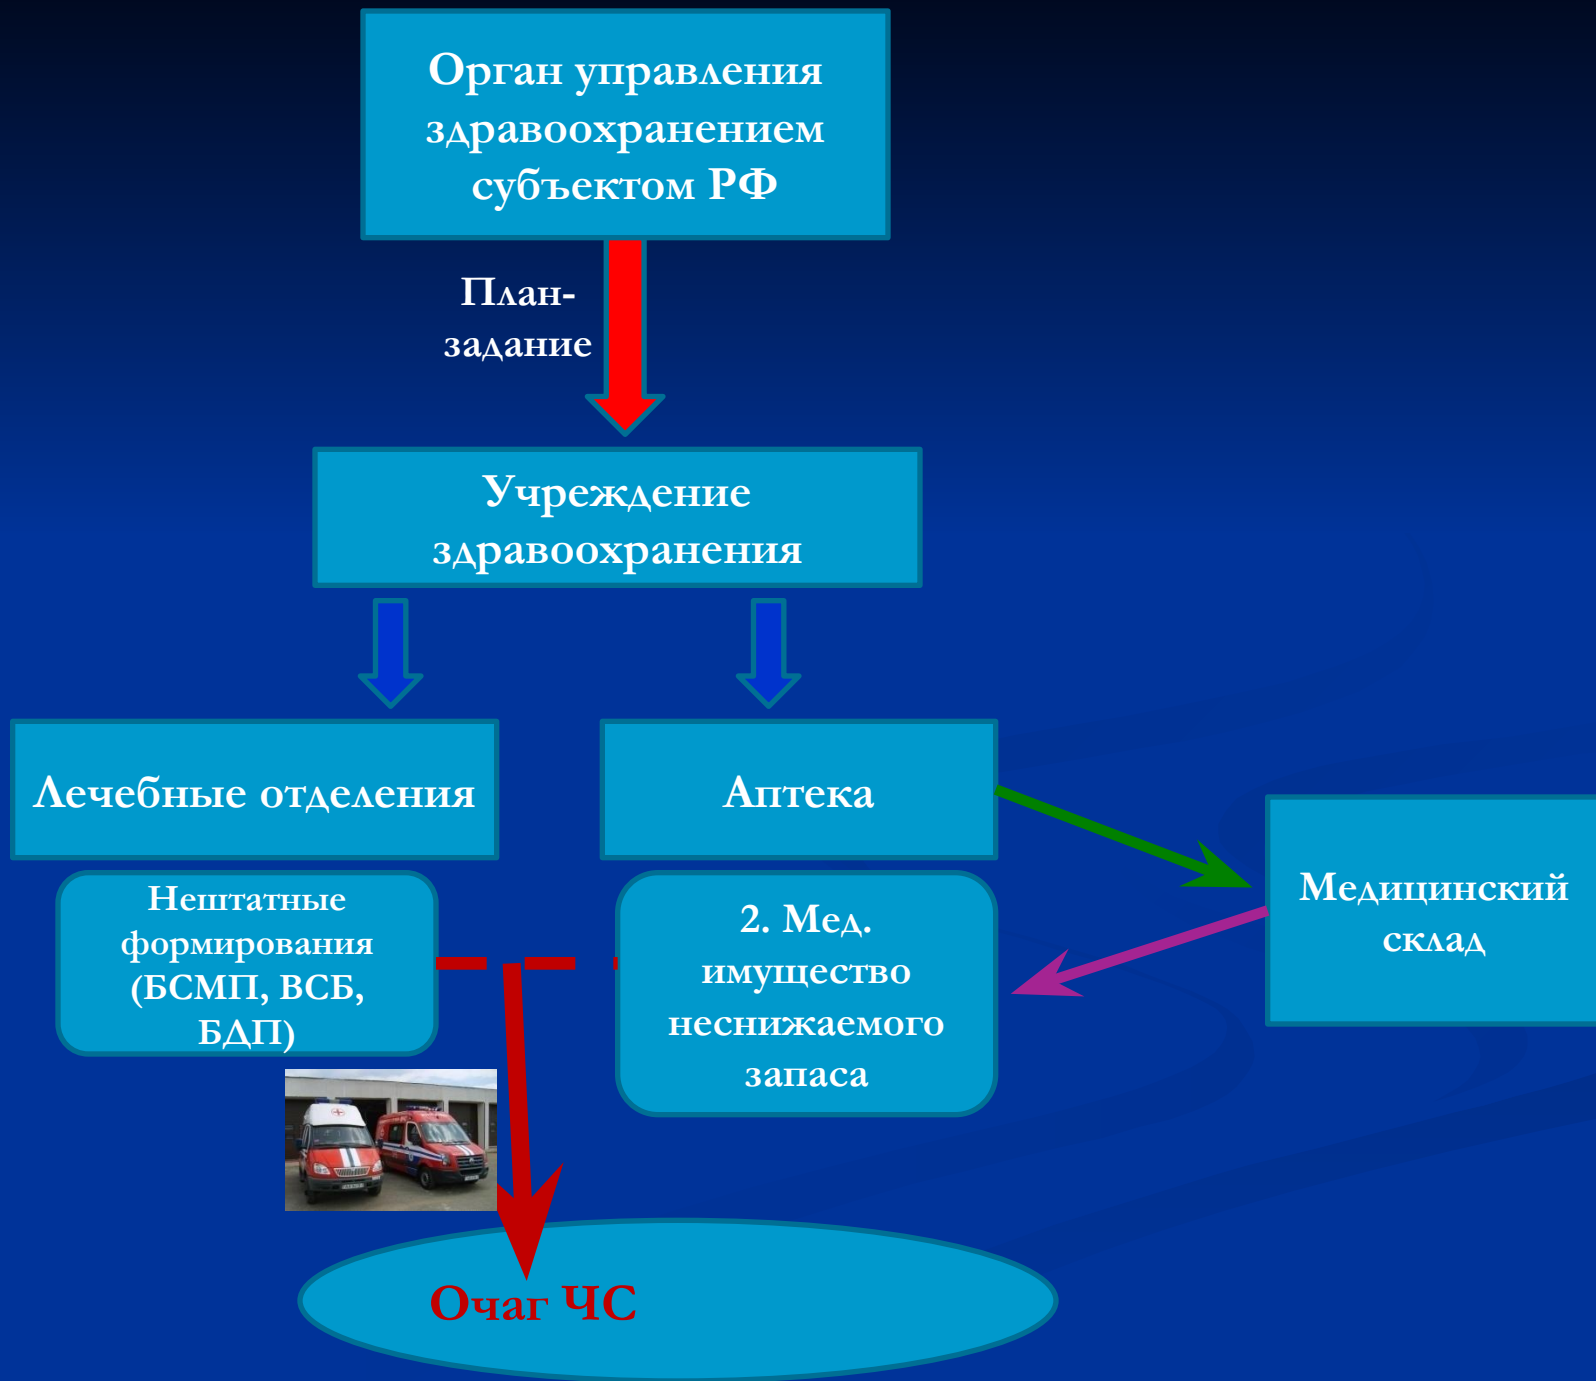 Орган управления
здравоохранением
субъектом РФ
План-
задание
Учреждение
здравоохранения
Лечебные отделения
Аптека
Нештатные
формирования
(БСМП, ВСБ,
БДП)
2. Мед.
имущество
неснижаемого
запаса
Медицинский
склад
Очаг ЧС